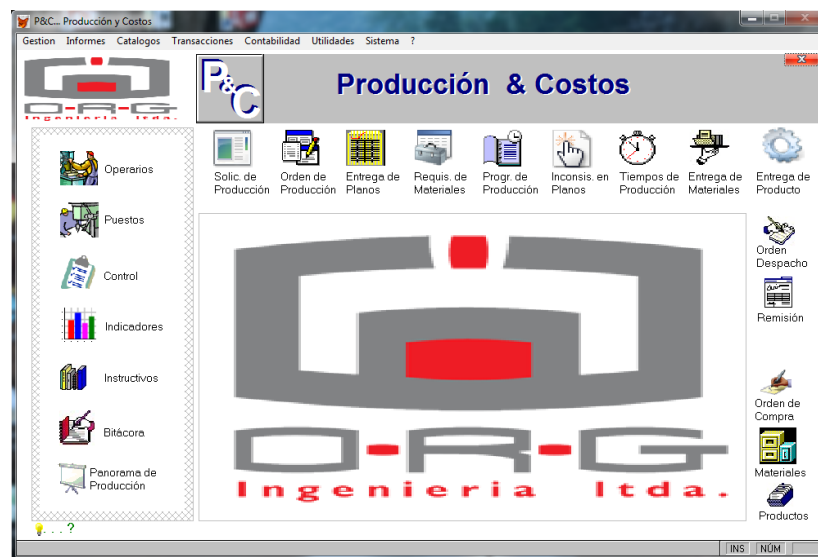 P&C... Producción y Costos
Gestion Informes Catalogos Transacciones Contabilidad Utilidades Sistema ?
O-R-G
Ingenieria ltda.
P&C
Producción & Costos
Operarios
Puestos
Control
Indicadores
Instructivos
Bitácora
Panorama de
Producción
. . . ?
Solic. de
Producción
Orden de
Producción
Entrega de
Planos
Requis. de
Materiales
Progr. de
Producción
Inconsis. en
Planos
Tiempos de
Producción
Entrega de
Materiales
Entrega de
Producto
O-R-G
Ingenieria ltda.
Orden
Despacho
Remisión
Orden de
Compra
Materiales
Productos
INS NÚM